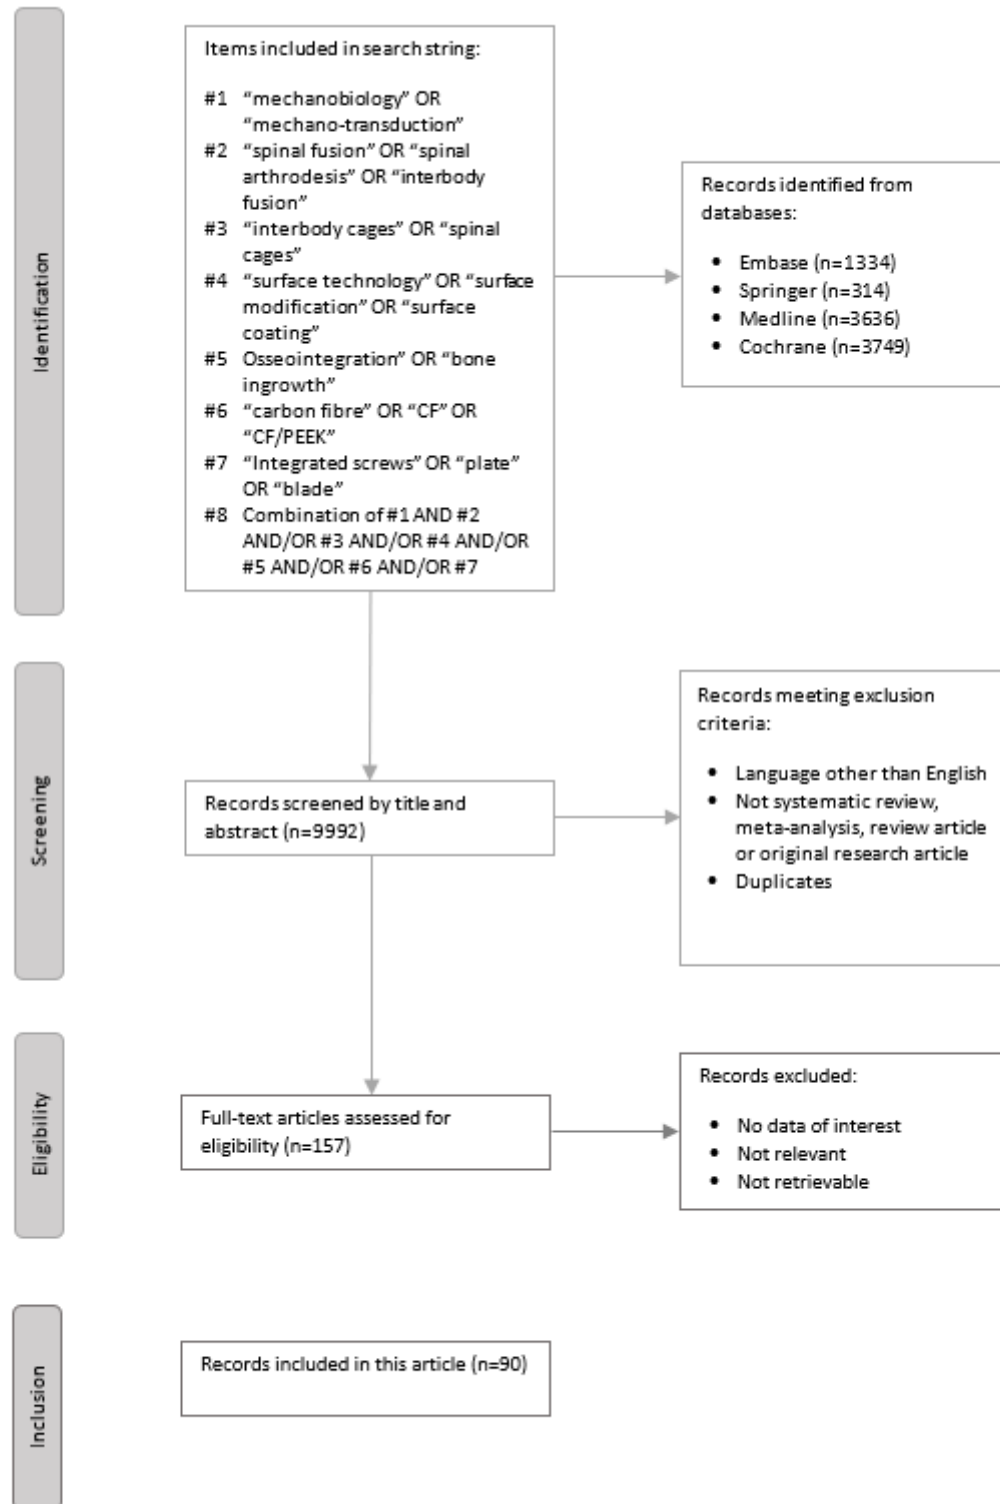 Identification
Items included in search string:
#1 “mechanobiology” OR
“mechano-transduction”
#2 “spinal fusion” OR “spinal
arthrodesis” OR “interbody
fusion”
#3 “interbody cages” OR “spinal
cages”
#4 “surface technology” OR “surface
modification” OR “surface
coating”
#5 Osseointegration” OR “bone
ingrowth”
#6 “carbon fibre” OR “CF” OR
“CF/PEEK”
#7 “Integrated screws” OR “plate”
OR “blade”
#8 Combination of #1 AND #2
AND/OR #3 AND/OR #4 AND/OR
#5 AND/OR #6 AND/OR #7
Records identified from
databases:
• Embase (n=1334)
• Springer (n=314)
• Medline (n=3636)
• Cochrane (n=3749)
Screening
Records screened by title and
abstract (n=9992)
Records meeting exclusion
criteria:
• Language other than English
• Not systematic review,
meta-analysis, review article
or original research article
• Duplicates
Eligibility
Full-text articles assessed for
eligibility (n=157)
Records excluded:
• No data of interest
• Not relevant
• Not retrievable
Inclusion
Records included in this article (n=90)